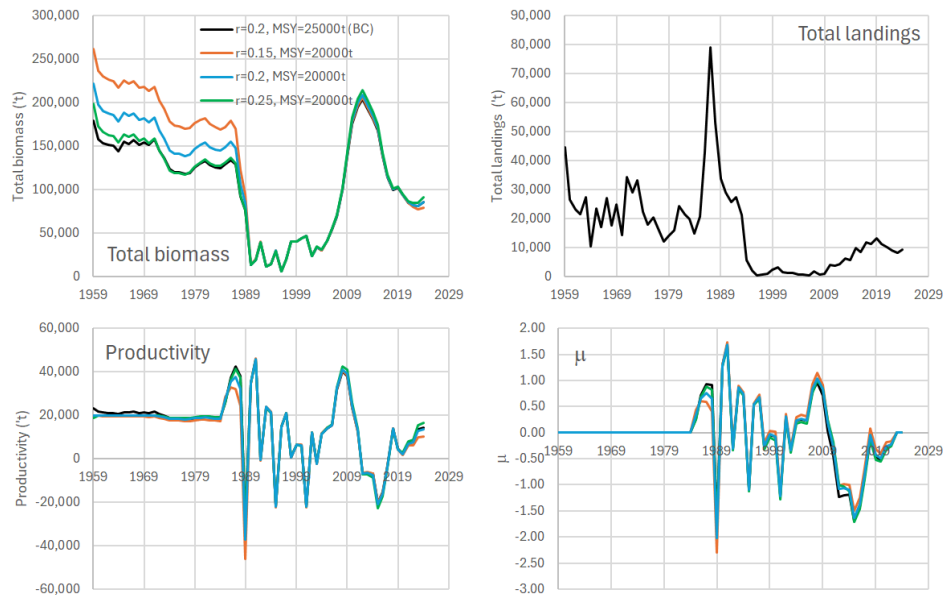 300,000
250,000
200,000
150,000
100,000
50,000
0
Total biomass ('t)
r=0.2, MSY=25000t (BC)
r=0.15, MSY=20000t
r=0.2, MSY=20000t
r=0.25, MSY=20000t
Total biomass
1959 1969 1979 1989 1999 2009 2019 2029
90,000
80,000
70,000
60,000
50,000
40,000
30,000
20,000
10,000
0
Total landings ('t)
Total landings
1959 1969 1979 1989 1999 2009 2019 2029
60,000
40,000
20,000
0
-20,000
-40,000
-60,000
Productivity ('t)
Productivity
1959 1969 1979 1989 1999 2009 2019 2029
2.00
1.50
1.00
0.50
0.00
-0.50
-1.00
-1.50
-2.00
-2.50
-3.00
μ
μ
1959 1969 1979 1989 1999 2009 2019 2029